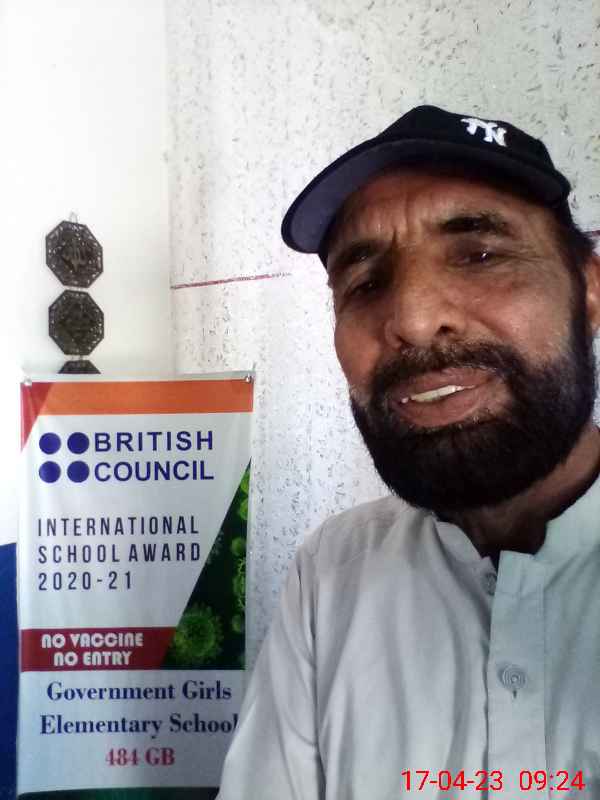 BRITISH
COUNCIL
INTERNATIONAL
SCHOOL AWARD
2020-21
NO VACCINE
NO ENTRY
Government Girls
Elementary School
484 GB
17-04-23 09:24